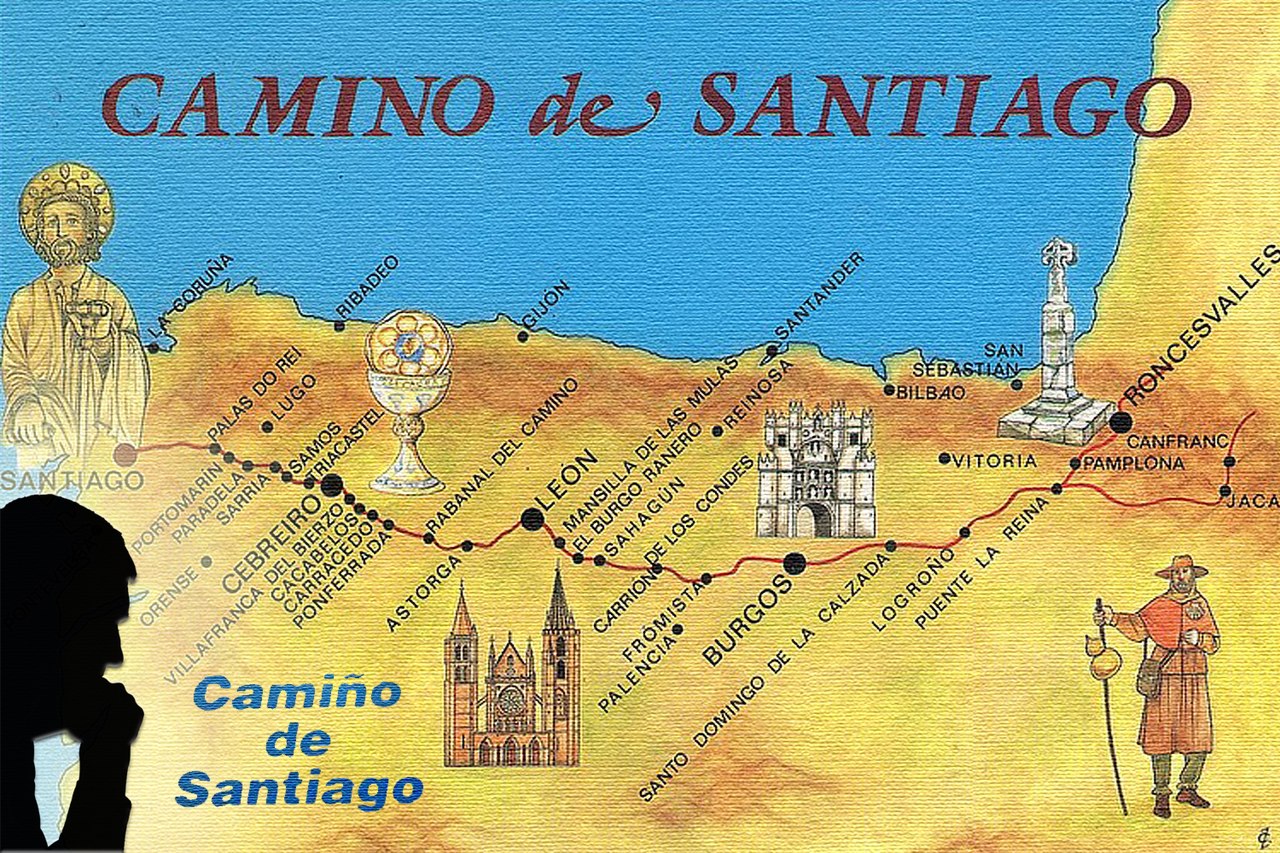 CAMINO de SANTIAGO
LA CORUÑA
RIBADEO
GIJON
SANTANDER
RONCESVALLES
SAN
SEBASTIAN
BILBAO
PALAS DO REI
LUGO
SAMOS
TRIACASTEL
RABANAL DEL CAMINO
LEON
MANSILLA DE LAS MULAS
EL BURGO RANERO
REINOSA
SAHAGÚN
VITORIA
CANFRANC
PAMPLONA
JACA
SANTIAGO
PORTOMARIN
PARADELA
SARRIA
ORENSE
CEBREIRO
VILLAFRANCA DEL BIERZO
CACABELOS
CARRACEDO
PONFERRADA
ASTORGA
CARRIÓN DE LOS CONDES
FRÓMISTA
PALENCIA
BURGOS
SANTO DOMINGO DE LA CALZADA
LOGROÑO
PUENTE LA REINA
Camiño
de
Santiago